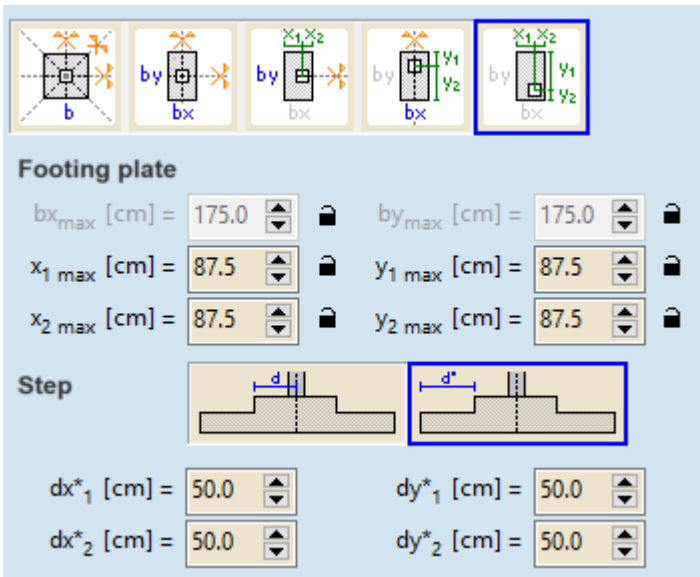 x1, x2 x1, x2
by by by y1 by y1
y2 y2
b bx bx bx bx
Footing plate
bxmax [cm] = 175.0 bymax [cm] = 175.0
x1 max [cm] = 87.5 y1 max [cm] = 87.5
x2 max [cm] = 87.5 y2 max [cm] = 87.5
Step d d*
dx*1 [cm] = 50.0 dy*1 [cm] = 50.0
dx*2 [cm] = 50.0 dy*2 [cm] = 50.0